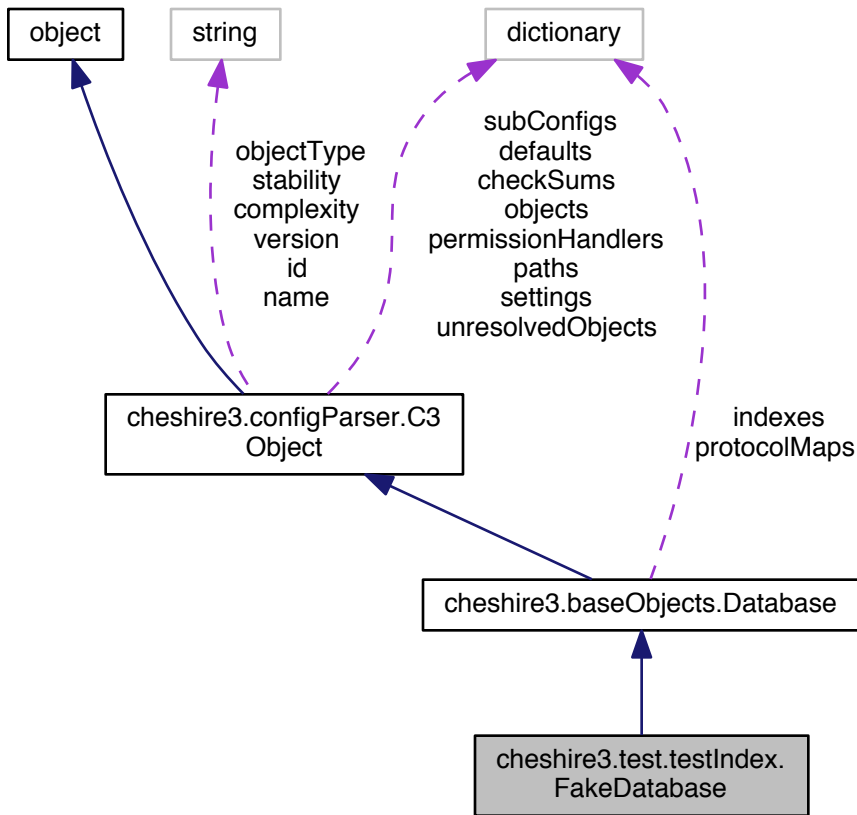 object
string
dictionary
objectType
stability
complexity
version
id
name
subConfigs
defaults
checkSums
objects
permissionHandlers
paths
settings
unresolvedObjects
cheshire3.configParser.C3
Object
indexes
protocolMaps
cheshire3.baseObjects.Database
cheshire3.test.testIndex.
FakeDatabase